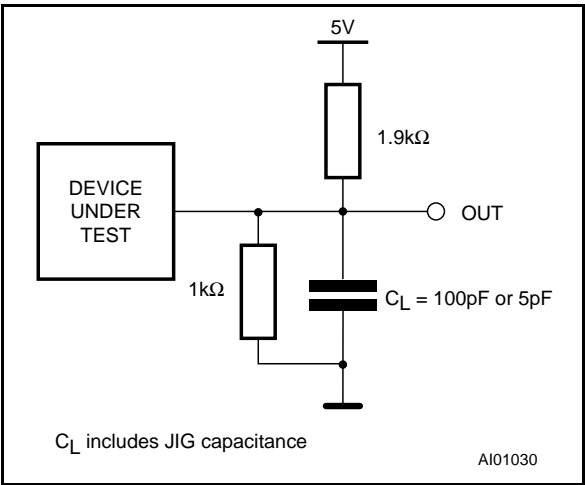 5V
1.9kΩ
DEVICE
UNDER
TEST
OUT
1kΩ
CL = 100pF or 5pF
CL includes JIG capacitance
AI01030